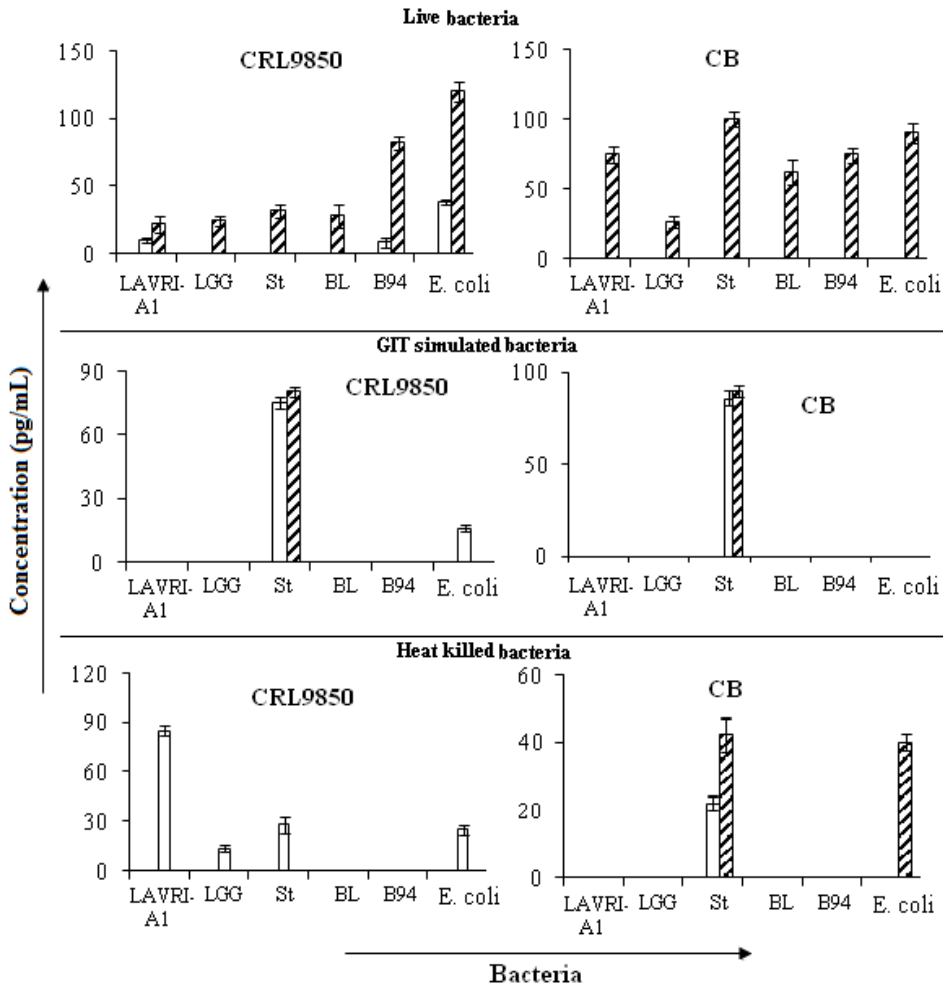 Live bacteria
CRL9850
150
100
50
0
LAVRI-A1 LGG St BL B94 E. coli
CB
150
100
50
0
LAVRI-A1 LGG St BL B94 E. coli
GIT simulated bacteria
CRL9850
90
60
30
0
LAVRI-A1 LGG St BL B94 E. coli
CB
100
50
0
LAVRI-A1 LGG St BL B94 E. coli
Heat killed bacteria
CRL9850
120
90
60
30
0
LAVRI-A1 LGG St BL B94 E. coli
CB
60
40
20
0
LAVRI-A1 LGG St BL B94 E. coli
Concentration (pg/mL)
Bacteria